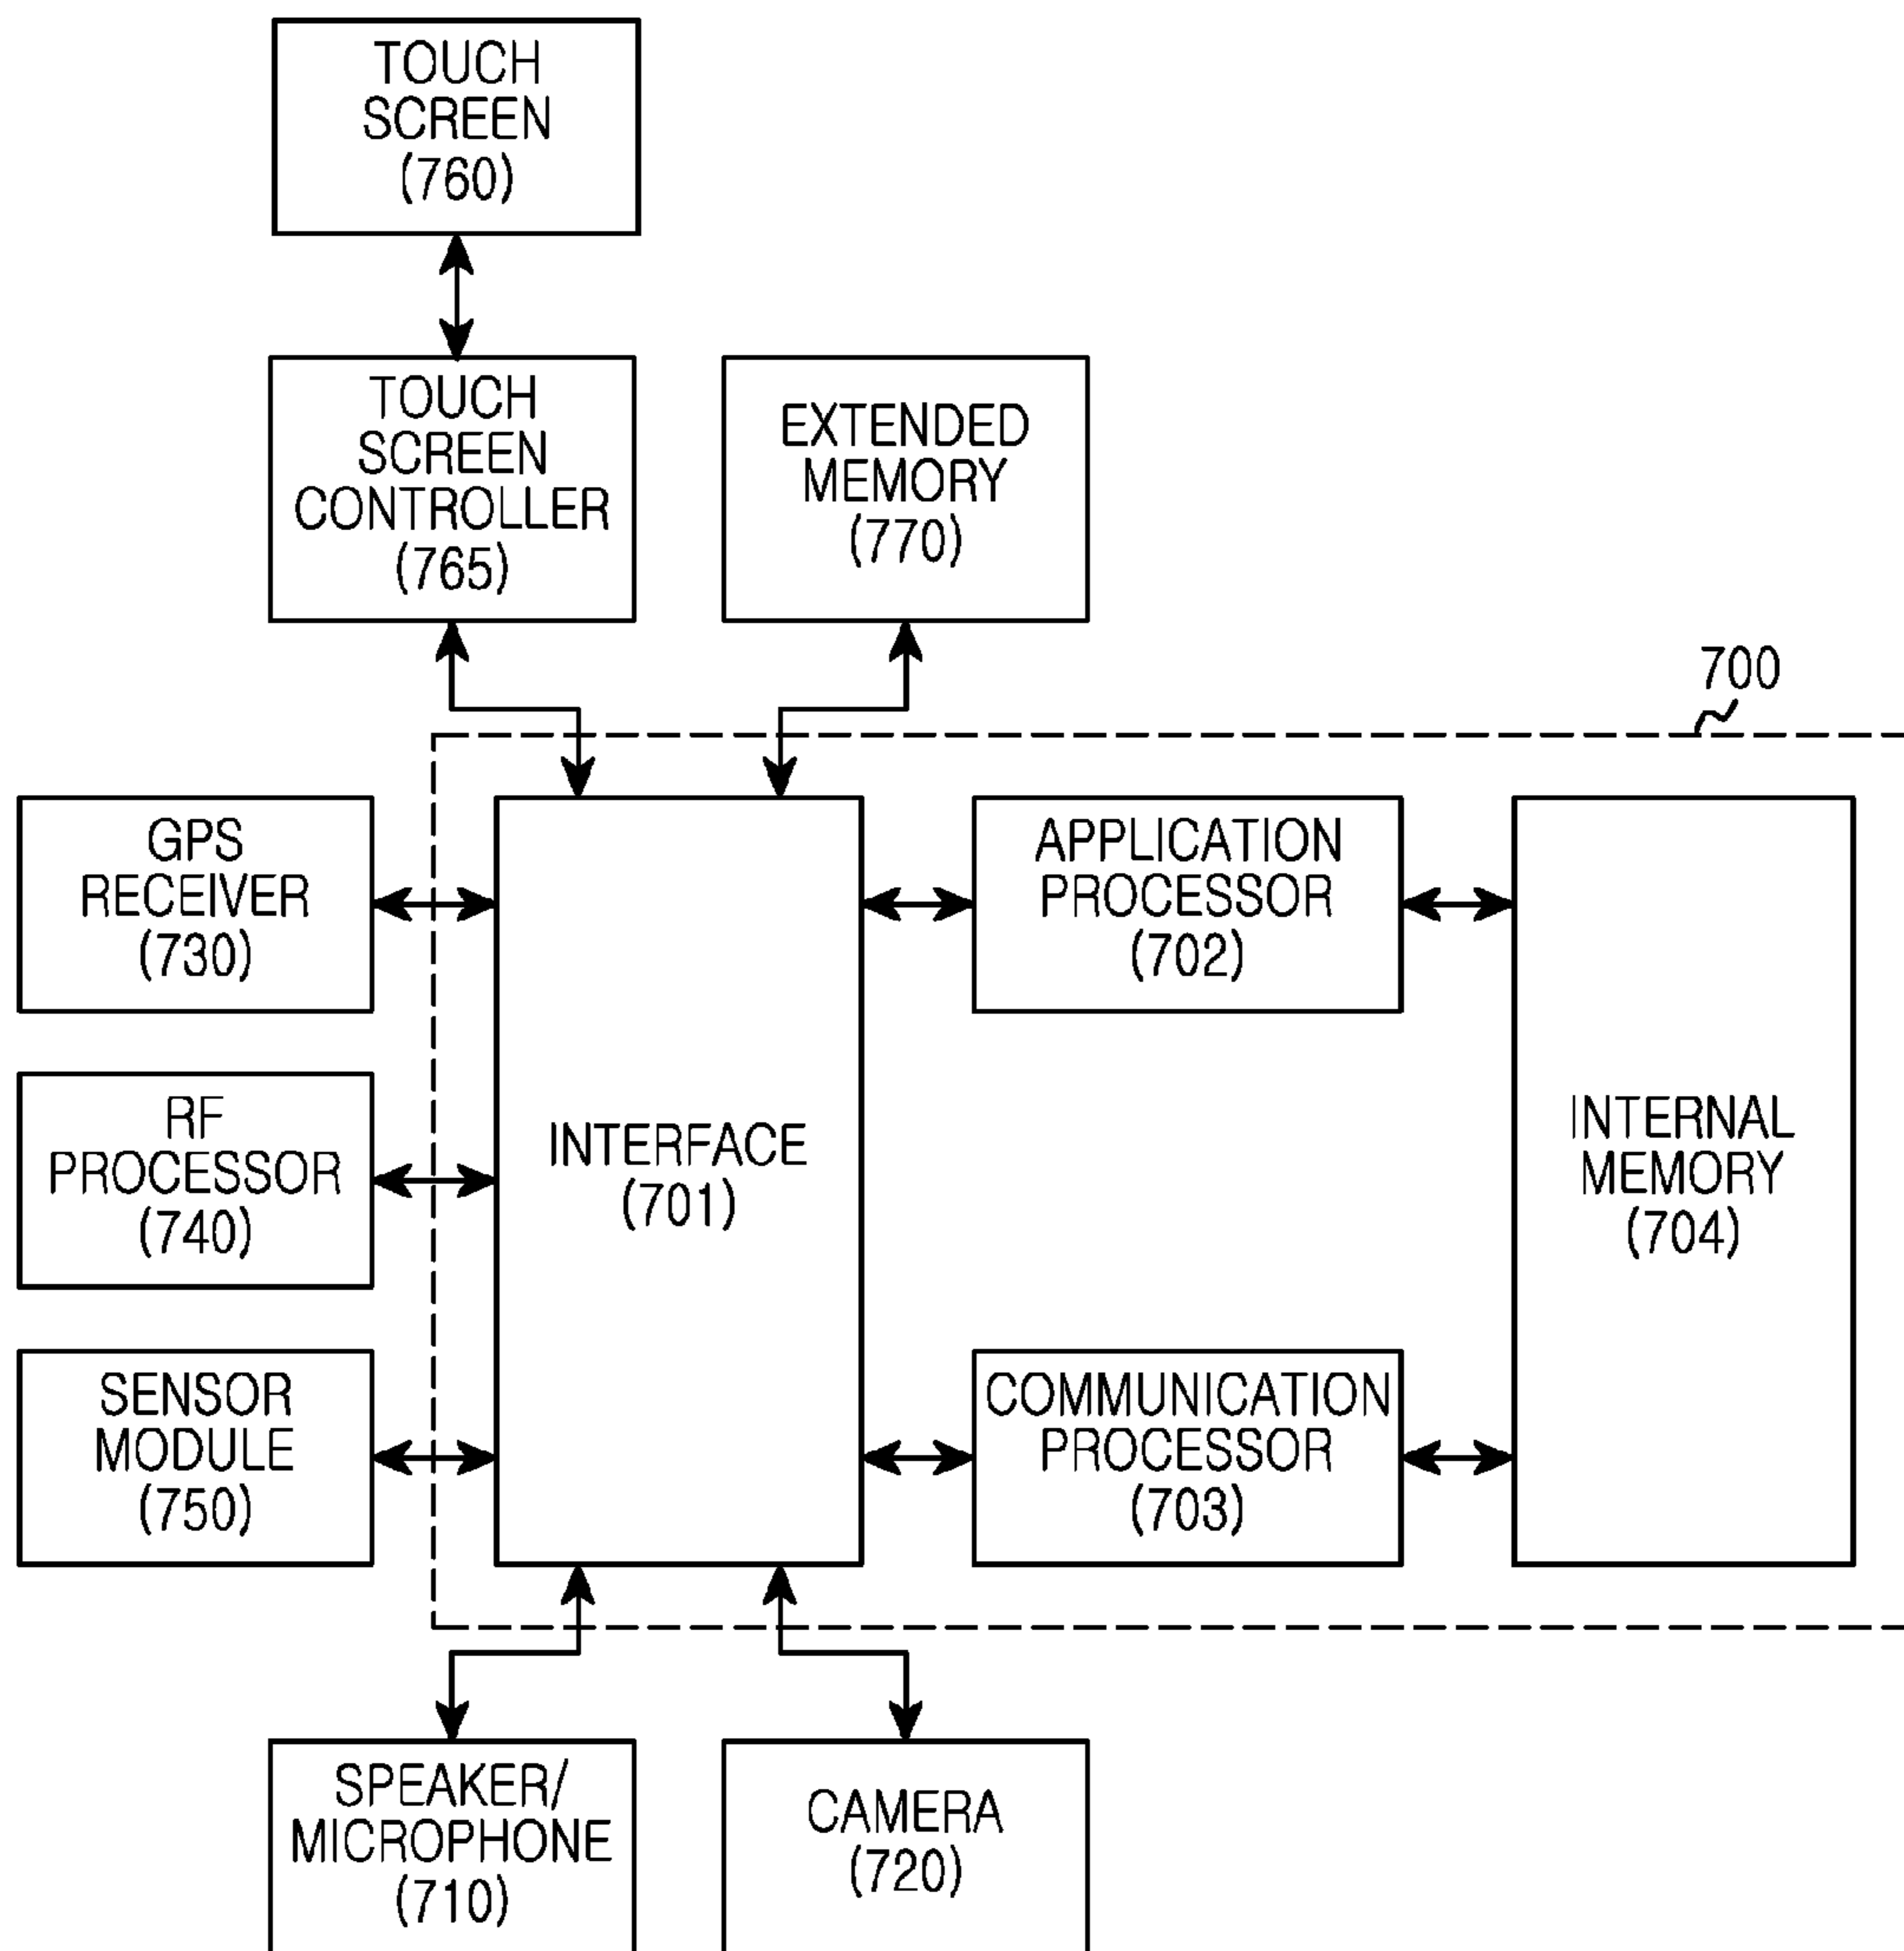 TOUCH
SCREEN
(760)
TOUCH
SCREEN
CONTROLLER
(765)
EXTENDED
MEMORY
(770)
700
GPS
RECEIVER
(730)
RF
PROCESSOR
(740)
SENSOR
MODULE
(750)
INTERFACE
(701)
APPLICATION
PROCESSOR
(702)
COMMUNICATION
PROCESSOR
(703)
INTERNAL
MEMORY
(704)
SPEAKER/
MICROPHONE
(710)
CAMERA
(720)